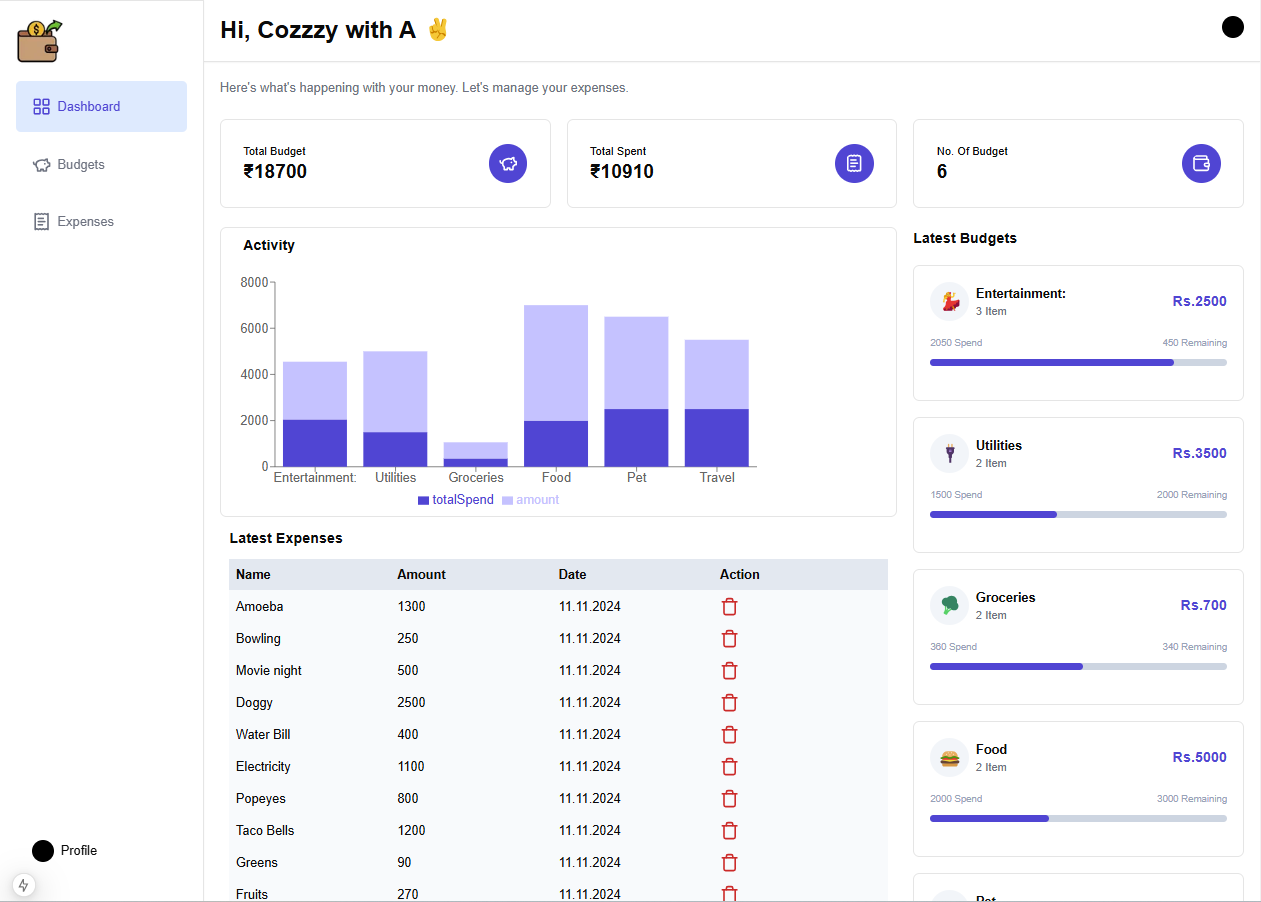 Hi, Cozzzy with A ✌️
Dashboard
Budgets
Expenses
Profile
Here's what's happening with your money. Let's manage your expenses.
Total Budget
₹18700
Total Spent
₹10910
No. Of Budget
6
Activity
8000
6000
4000
2000
0
Entertainment: Utilities Groceries Food Pet Travel
totalSpend amount
Latest Expenses
Name Amount Date Action
Amoeba 1300 11.11.2024
Bowling 250 11.11.2024
Movie night 500 11.11.2024
Doggy 2500 11.11.2024
Water Bill 400 11.11.2024
Electricity 1100 11.11.2024
Popeyes 800 11.11.2024
Taco Bells 1200 11.11.2024
Greens 90 11.11.2024
Fruits 270 11.11.2024
Latest Budgets
Entertainment: Rs.2500
3 Item
2050 Spend 450 Remaining
Utilities Rs.3500
2 Item
1500 Spend 2000 Remaining
Groceries Rs.700
2 Item
360 Spend 340 Remaining
Food Rs.5000
2 Item
2000 Spend 3000 Remaining
Pet